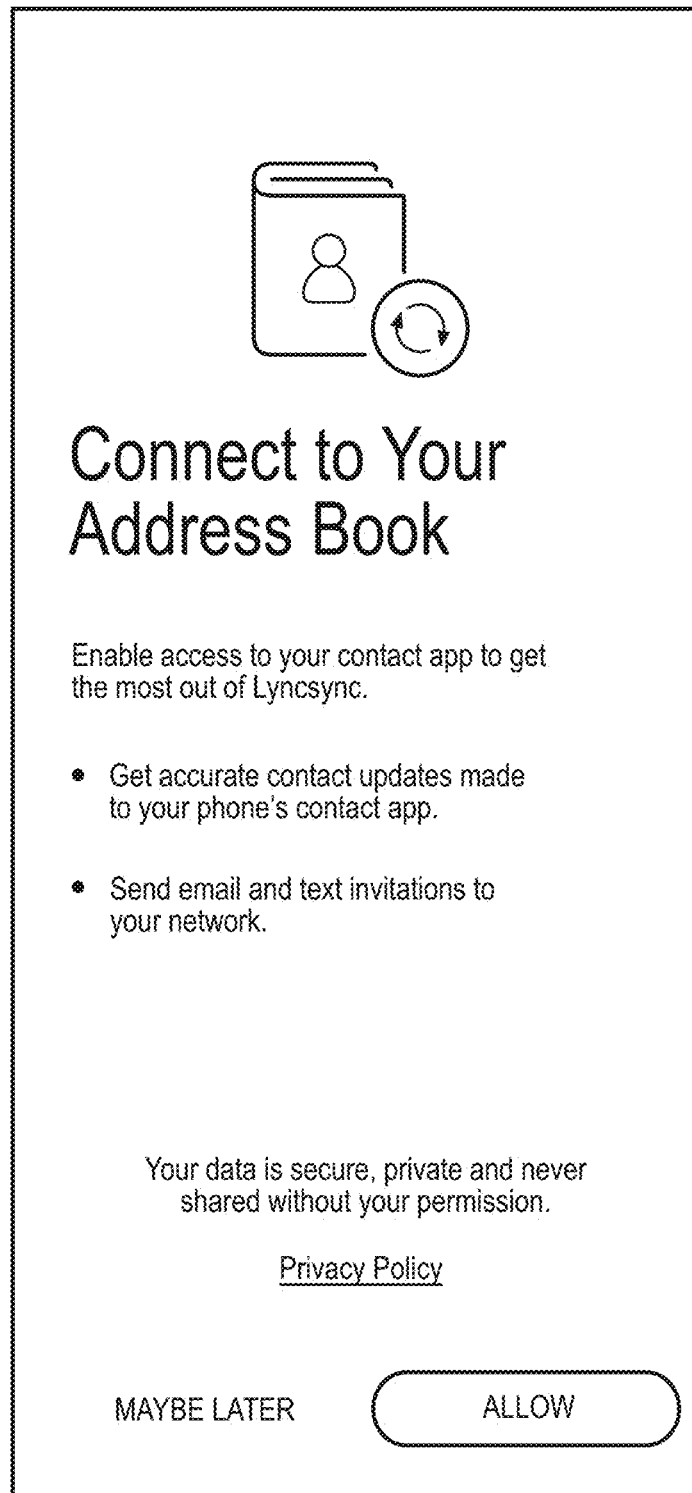 Connect to Your
Address Book
Enable access to your contact app to get
the most out of Lyncsync.
• Get accurate contact updates made
to your phone's contact app.
• Send email and text invitations to
your network.
Your data is secure, private and never
shared without your permission.
Privacy Policy
MAYBE LATER
ALLOW